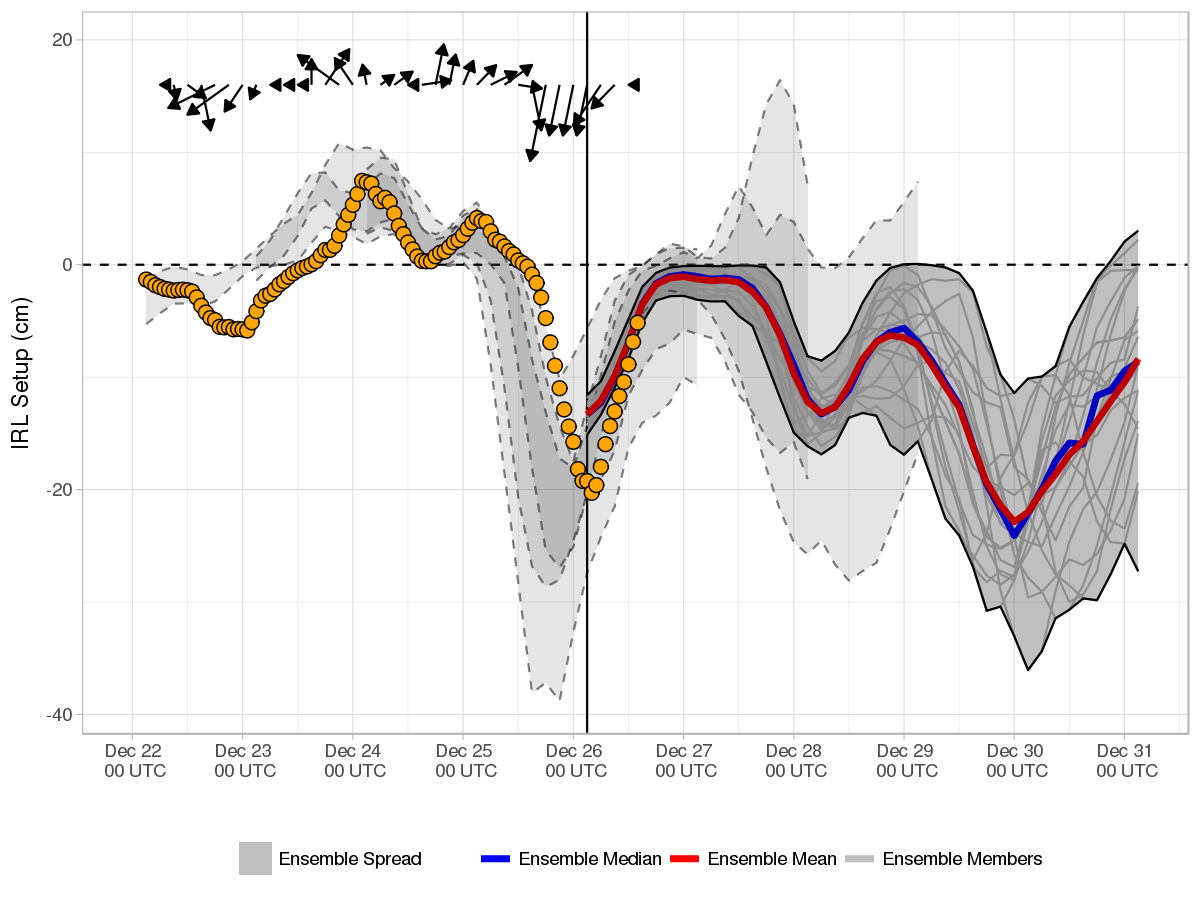 IRL Setup (cm)
20
0
-20
-40
Dec 22 Dec 23 Dec 24 Dec 25 Dec 26 Dec 27 Dec 28 Dec 29 Dec 30 Dec 31
00 UTC 00 UTC 00 UTC 00 UTC 00 UTC 00 UTC 00 UTC 00 UTC 00 UTC 00 UTC
Ensemble Spread Ensemble Median Ensemble Mean Ensemble Members